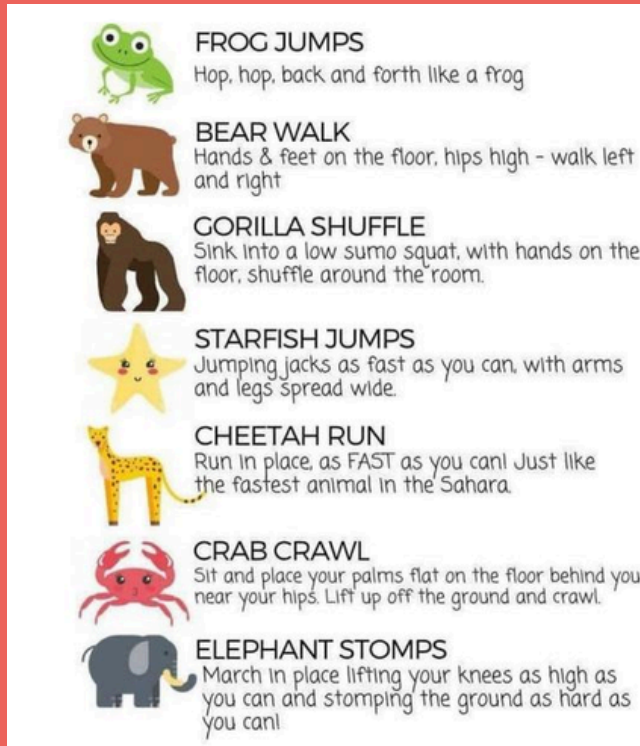 FROG JUMPS
Hop, hop, back and forth like a frog
BEAR WALK
Hands & feet on the floor, hips high - walk left
and right
GORILLA SHUFFLE
Sink into a low sumo squat, with hands on the
floor, shuffle around the room.
STARFISH JUMPS
Jumping jacks as fast as you can, with arms
and legs spread wide.
CHEETAH RUN
Run in place, as FAST as you can! Just like
the fastest animal in the Sahara.
CRAB CRAWL
Sit and place your palms flat on the floor behind you
near your hips. Lift up off the ground and crawl.
ELEPHANT STOMPS
March in place lifting your knees as high as
you can and stomping the ground as hard as
you can!